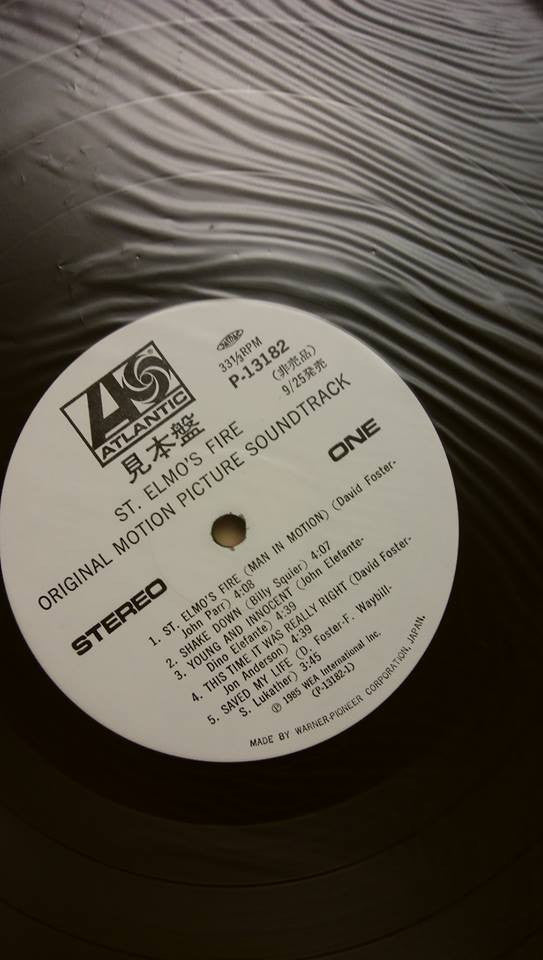 ATLANTIC
見本盤
33⅓RPM
P-13182
(非売品)
9/25発売
ST. ELMO'S FIRE
ORIGINAL MOTION PICTURE SOUNDTRACK
STEREO
ONE
1. ST. ELMO'S FIRE (MAN IN MOTION) (David Foster-
John Parr) 4:08
2. SHAKE DOWN (Billy Squier) 4:07
3. YOUNG AND INNOCENT (John Elefante-
Dino Elefante) 4:39
4. THIS TIME IT WAS REALLY RIGHT (David Foster-
Jon Anderson) 4:39
5. SAVED MY LIFE (D. Foster-F. Waybill-
S. Lukather) 3:45
Ⓟ 1985 WEA International Inc.
(P-13182-1)
MADE BY WARNER-PIONEER CORPORATION, JAPAN.